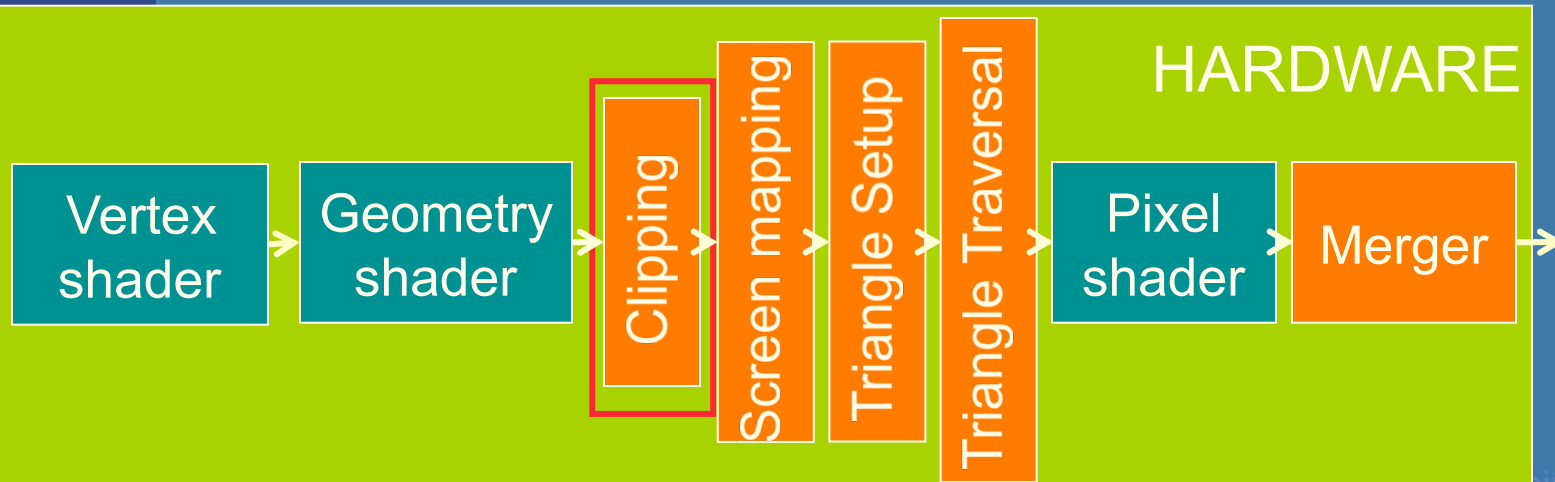 HARDWARE
Vertex
shader
Geometry
shader
Clipping
Screen mapping
Triangle Setup
Triangle Traversal
Pixel
shader
Merger